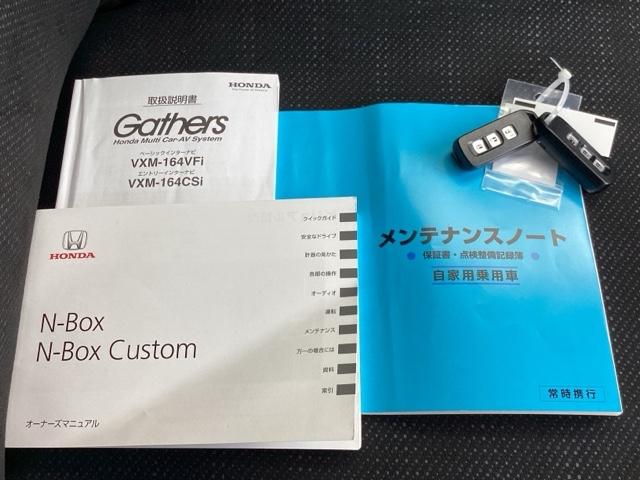 HONDA
取扱説明書
Gathers
Honda Multi Car-AV System
ベーシックインターナビ
VXM-164VFi
エントリーインターナビ
VXM-164CSi
HONDA
N-Box
N-Box Custom
オーナーズマニュアル
クイックガイド
安全なドライブ
計器の見かた
各部の操作
オーディオ
運転
メンテナンス
万一の場合には
資料
索引
メンテナンスノート
保証書・点検整備記録簿
自家用乗用車
常時携行